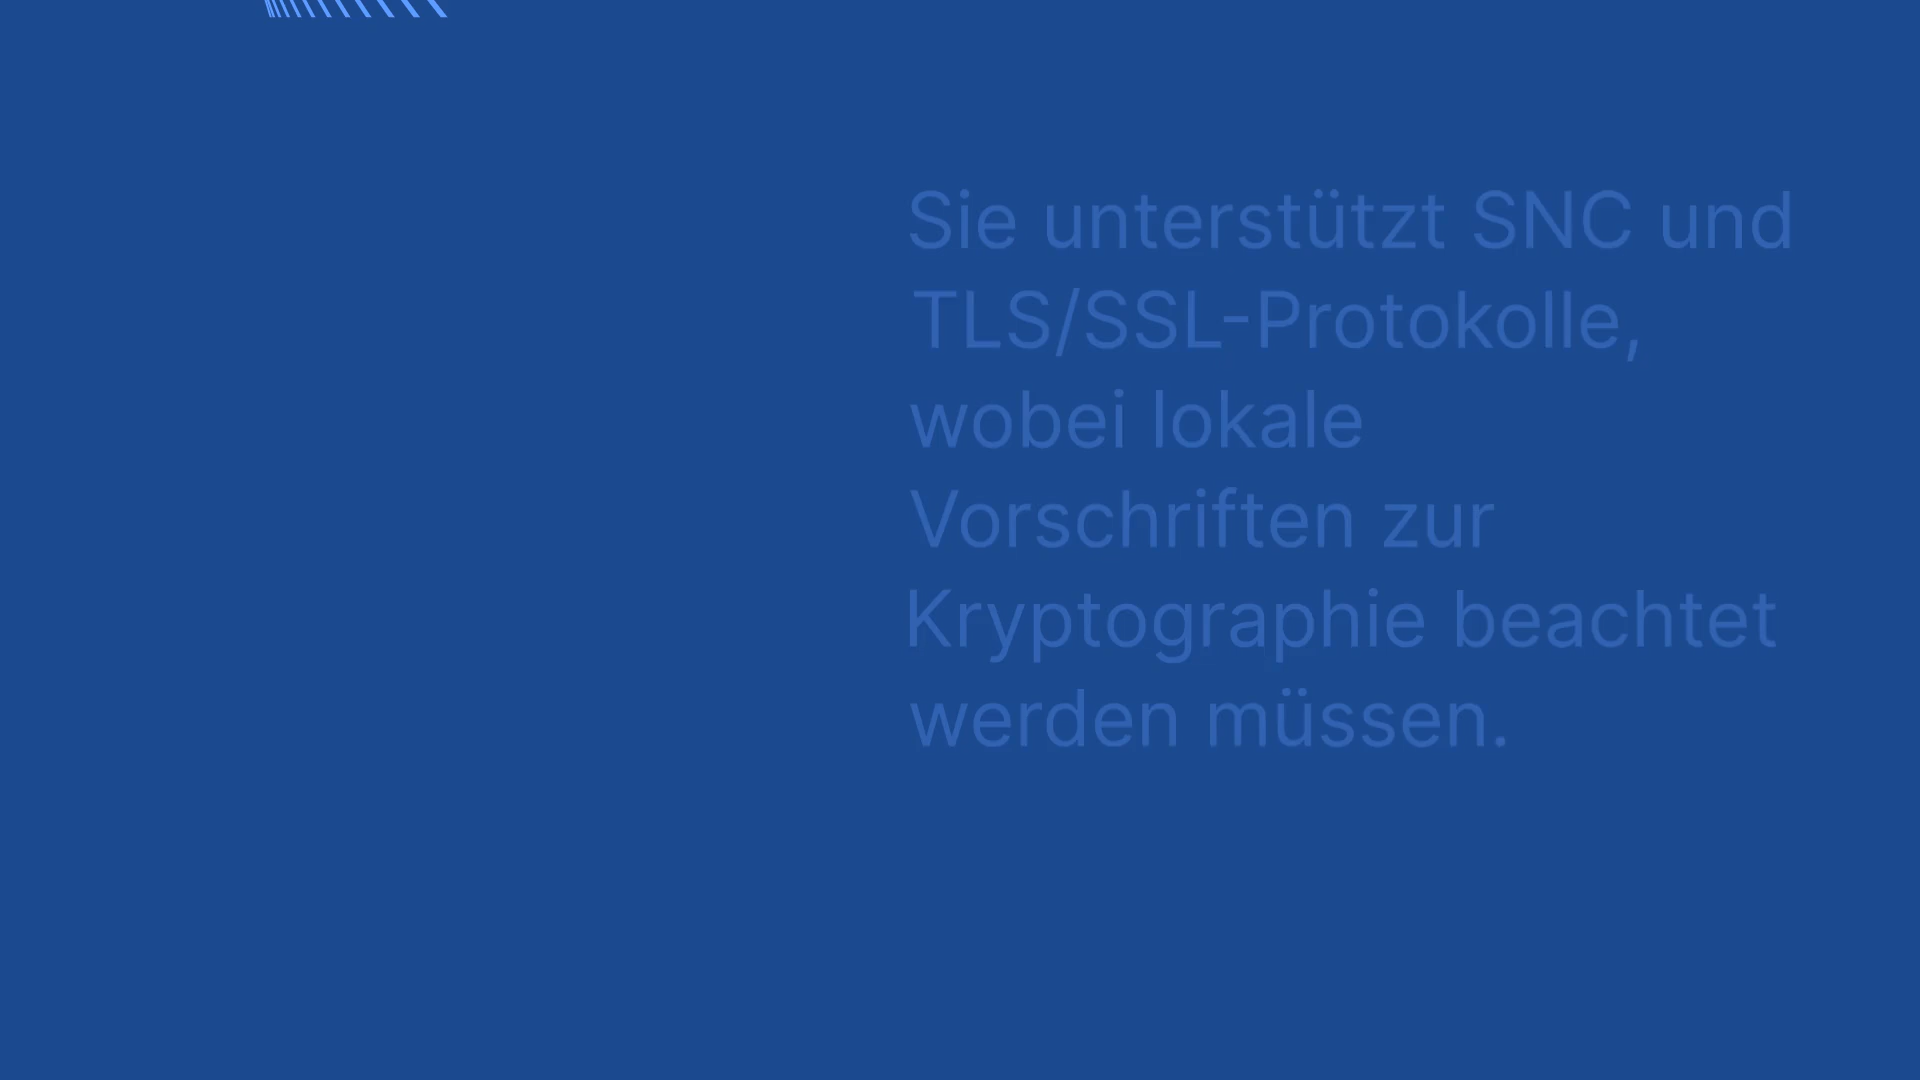 Sie unterstützt SNC und
TLS/SSL-Protokolle,
wobei lokale
Vorschriften zur
Kryptographie beachtet
werden müssen.